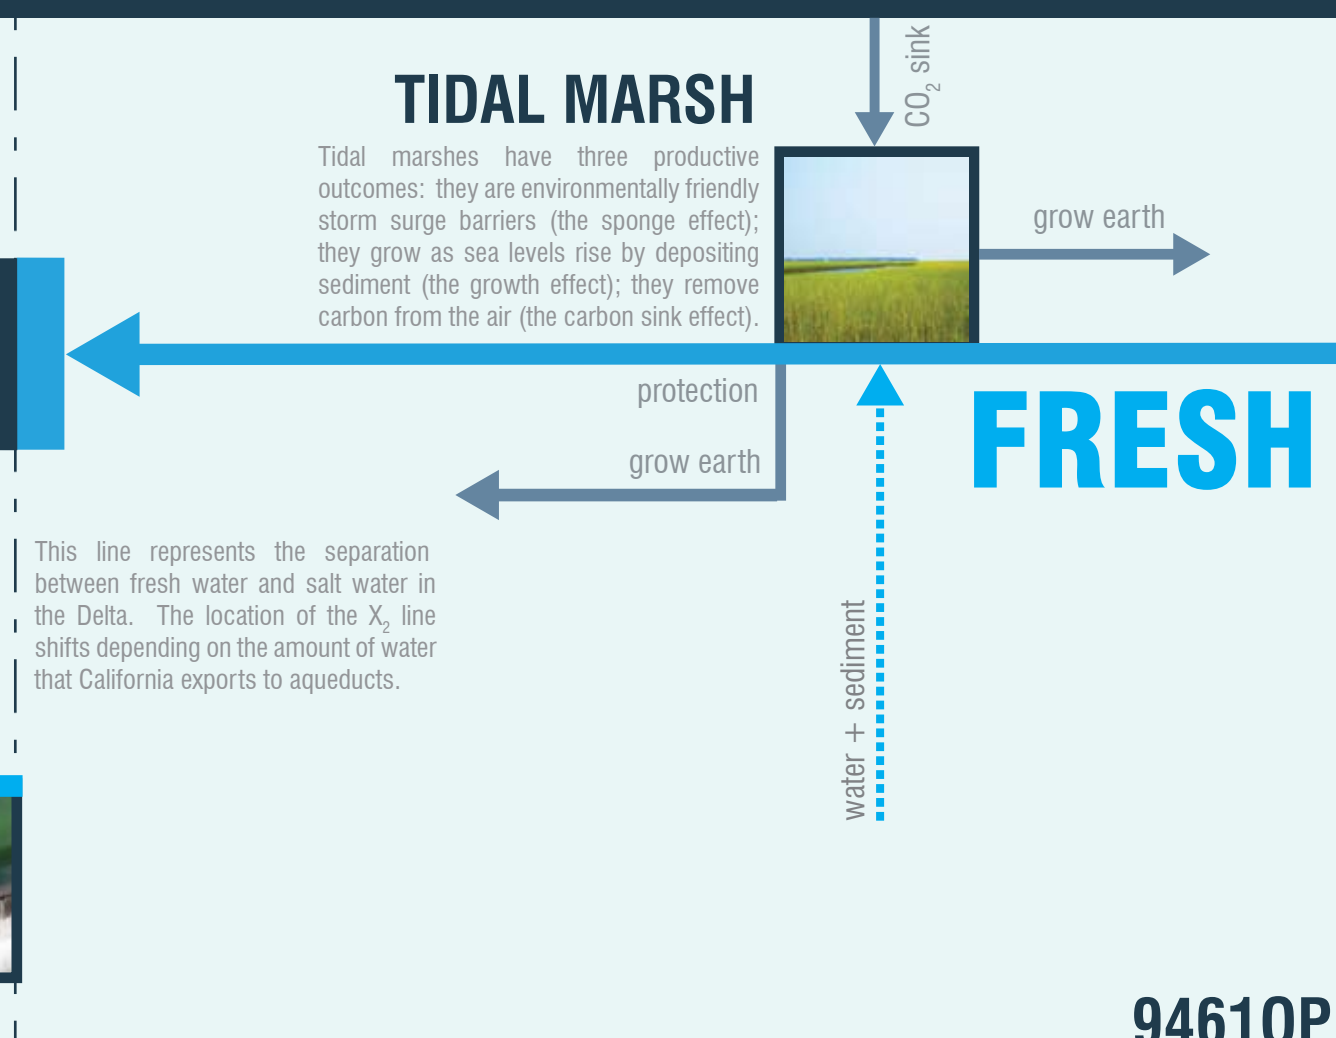 CO2 sink
TIDAL MARSH
Tidal marshes have three productive
outcomes: they are environmentally friendly
storm surge barriers (the sponge effect);
they grow as sea levels rise by depositing
sediment (the growth effect); they remove
carbon from the air (the carbon sink effect).
grow earth
protection
grow earth
FRESH
This line represents the separation
between fresh water and salt water in
the Delta. The location of the X2 line
shifts depending on the amount of water
that California exports to aqueducts.
water + sediment
9461OP